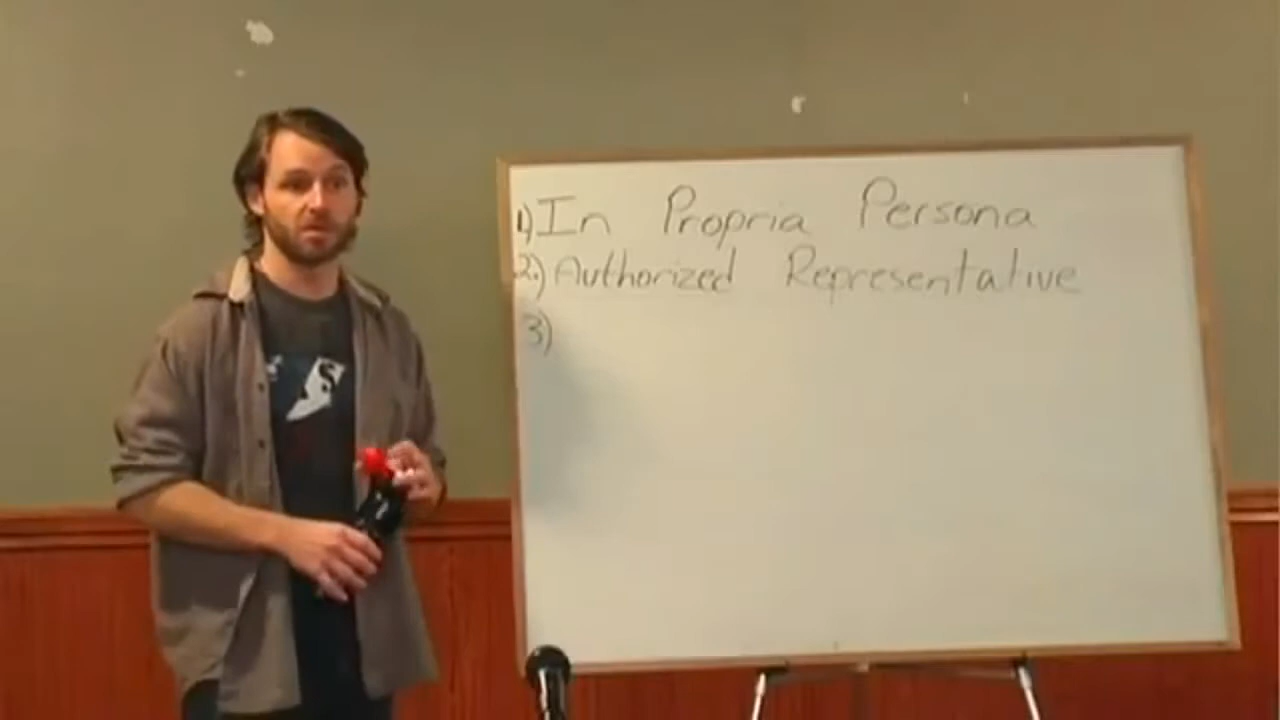 1) In Propria Persona
2.) Authorized Representative
3)